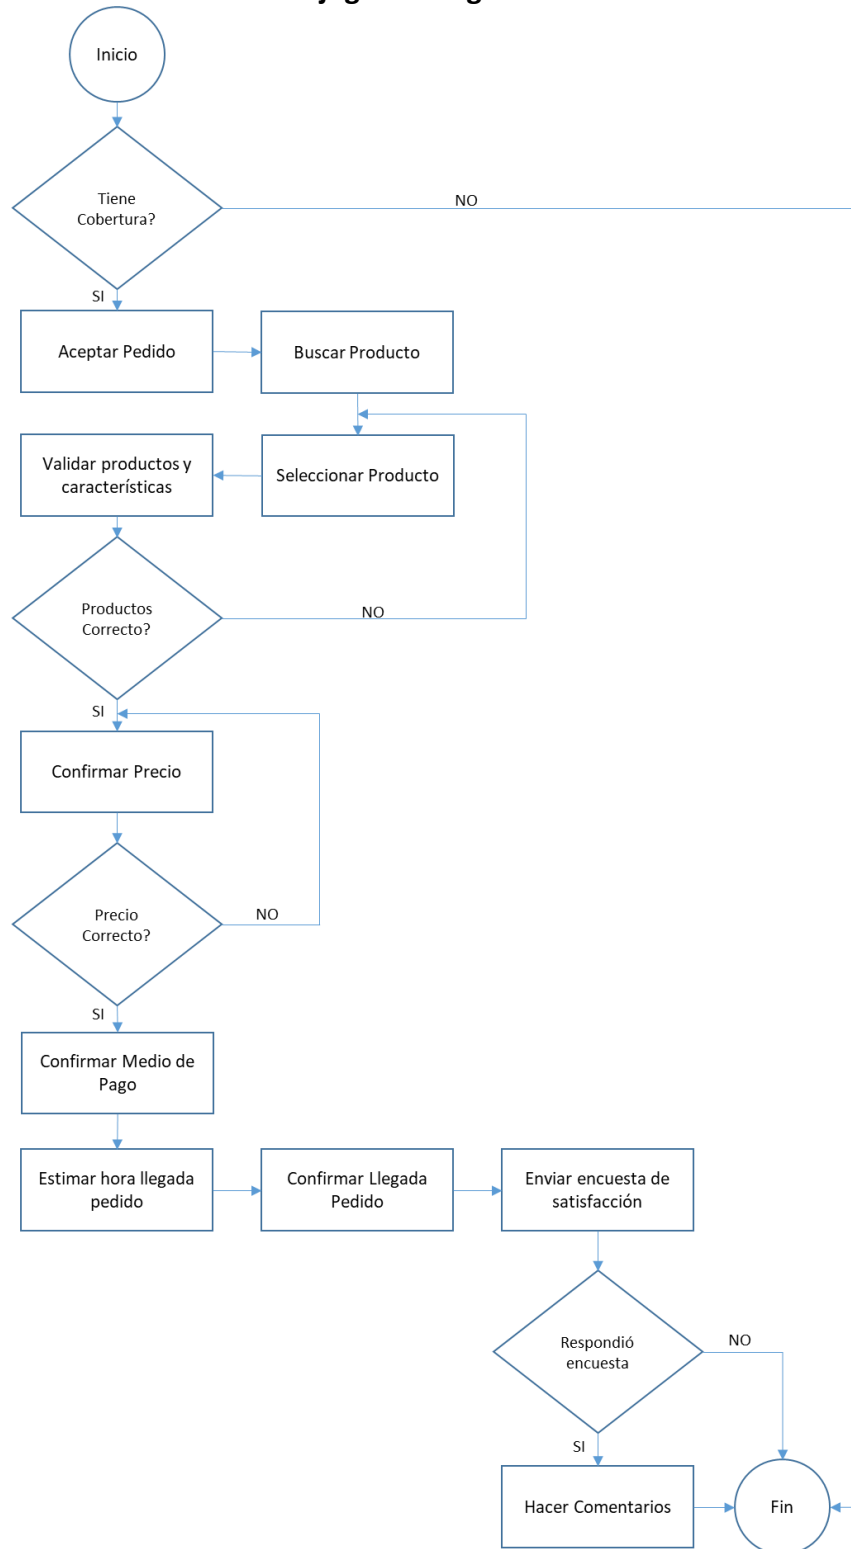 Inicio
Tiene
Cobertura?
NO
SI
Aceptar Pedido
Buscar Producto
Validar productos y
características
Seleccionar Producto
Productos
Correcto?
NO
SI
Confirmar Precio
Precio
Correcto?
NO
SI
Confirmar Medio de
Pago
Estimar hora llegada
pedido
Confirmar Llegada
Pedido
Enviar encuesta de
satisfacción
Respondió
encuesta
NO
SI
Hacer Comentarios
Fin